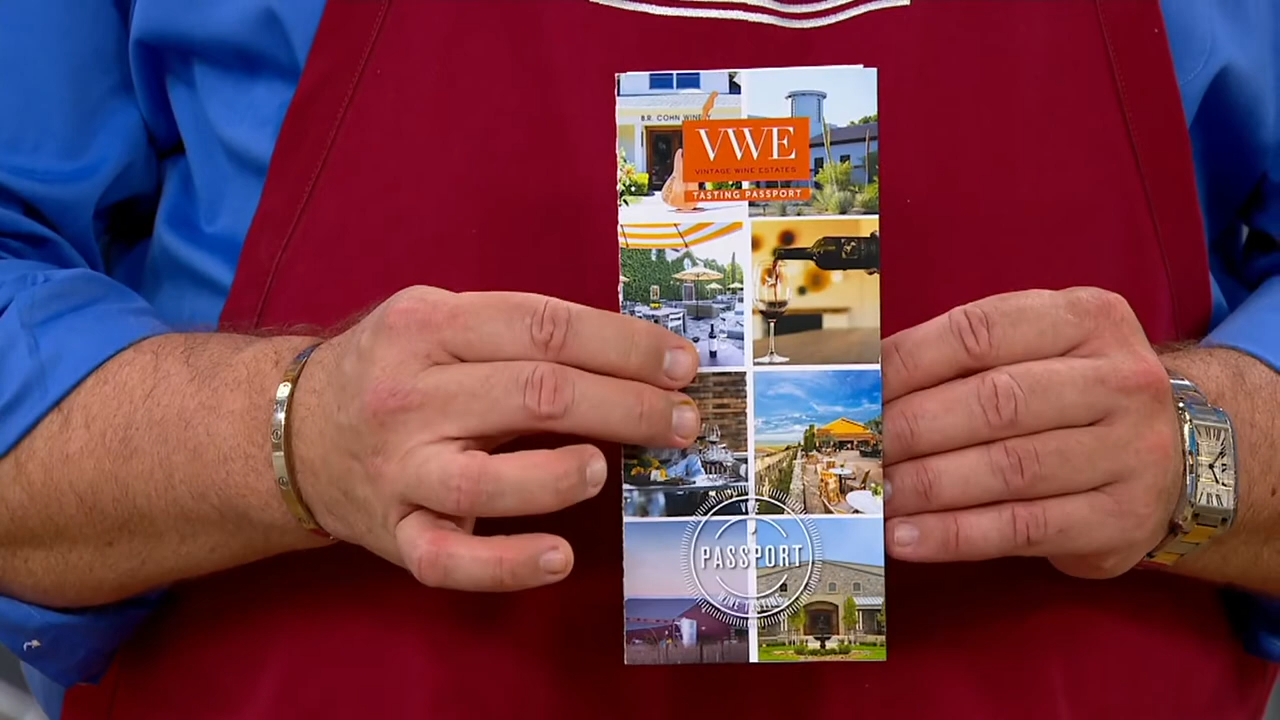 B.R. COHN WINERY
VWE
VINTAGE WINE ESTATES
TASTING PASSPORT
PASSPORT
WINE TASTING